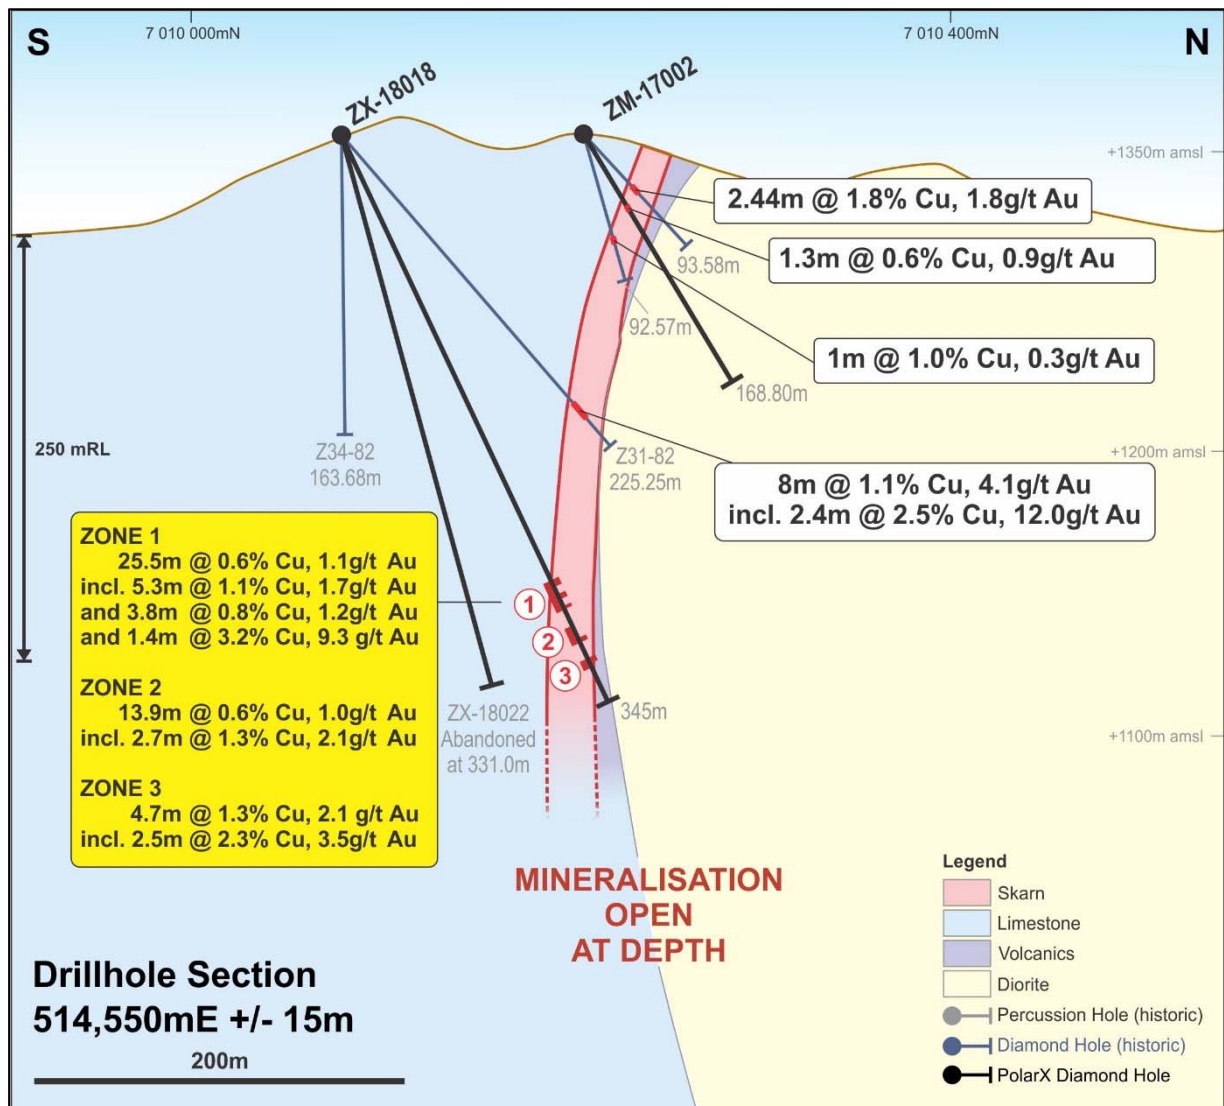 S
7 010 000mN
7 010 400mN
N
ZX-18018
ZM-17002
+1350m amsl
2.44m @ 1.8% Cu, 1.8g/t Au
1.3m @ 0.6% Cu, 0.9g/t Au
93.58m
92.57m
1m @ 1.0% Cu, 0.3g/t Au
168.80m
250 mRL
Z34-82
163.68m
Z31-82
225.25m
+1200m amsl
8m @ 1.1% Cu, 4.1g/t Au
incl. 2.4m @ 2.5% Cu, 12.0g/t Au
ZONE 1
25.5m @ 0.6% Cu, 1.1g/t Au
incl. 5.3m @ 1.1% Cu, 1.7g/t Au
and 3.8m @ 0.8% Cu, 1.2g/t Au
and 1.4m @ 3.2% Cu, 9.3 g/t Au
ZONE 2
13.9m @ 0.6% Cu, 1.0g/t Au
incl. 2.7m @ 1.3% Cu, 2.1g/t Au
ZONE 3
4.7m @ 1.3% Cu, 2.1 g/t Au
incl. 2.5m @ 2.3% Cu, 3.5g/t Au
1
2
3
ZX-18022
Abandoned
at 331.0m
345m
+1100m amsl
MINERALISATION
OPEN
AT DEPTH
Drillhole Section
514,550mE +/- 15m
200m
Legend
Skarn
Limestone
Volcanics
Diorite
Percussion Hole (historic)
Diamond Hole (historic)
PolarX Diamond Hole